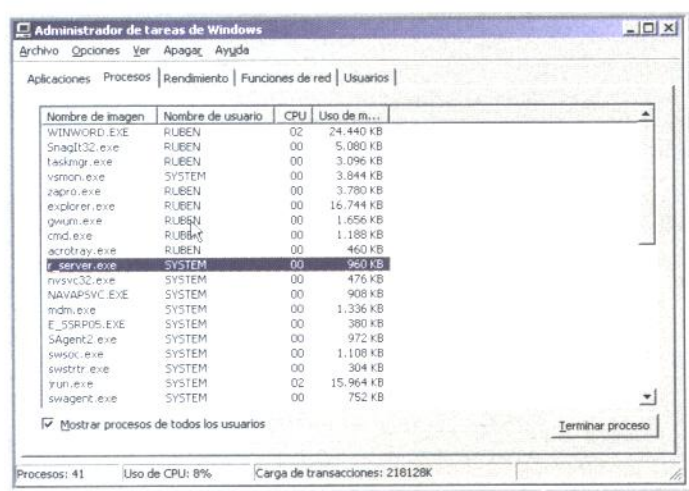 Administrador de tareas de Windows
Archivo Opciones Ver Apagar Ayuda
Aplicaciones Procesos Rendimiento Funciones de red Usuarios
Nombre de imagen Nombre de usuario CPU Uso de m...
WINWORD.EXE RUBEN 02 24.440 KB
SnagIt32.exe RUBEN 00 5.080 KB
taskmgr.exe RUBEN 00 3.096 KB
vsmon.exe SYSTEM 00 3.844 KB
zapro.exe RUBEN 00 3.780 KB
explorer.exe RUBEN 00 16.744 KB
gwum.exe RUBEN 00 1.656 KB
cmd.exe RUBEN 00 1.188 KB
acrotray.exe RUBEN 00 460 KB
r_server.exe SYSTEM 00 960 KB
nvsvc32.exe SYSTEM 00 476 KB
NAVAPSVC.EXE SYSTEM 00 908 KB
mdm.exe SYSTEM 00 1.336 KB
E_S5RP05.EXE SYSTEM 00 380 KB
SAgent2.exe SYSTEM 00 972 KB
swsoc.exe SYSTEM 00 1.108 KB
swstrtr.exe SYSTEM 00 304 KB
jrun.exe SYSTEM 02 15.964 KB
swagent.exe SYSTEM 00 752 KB
Mostrar procesos de todos los usuarios
Terminar proceso
Procesos: 41 Uso de CPU: 8% Carga de transacciones: 218128K